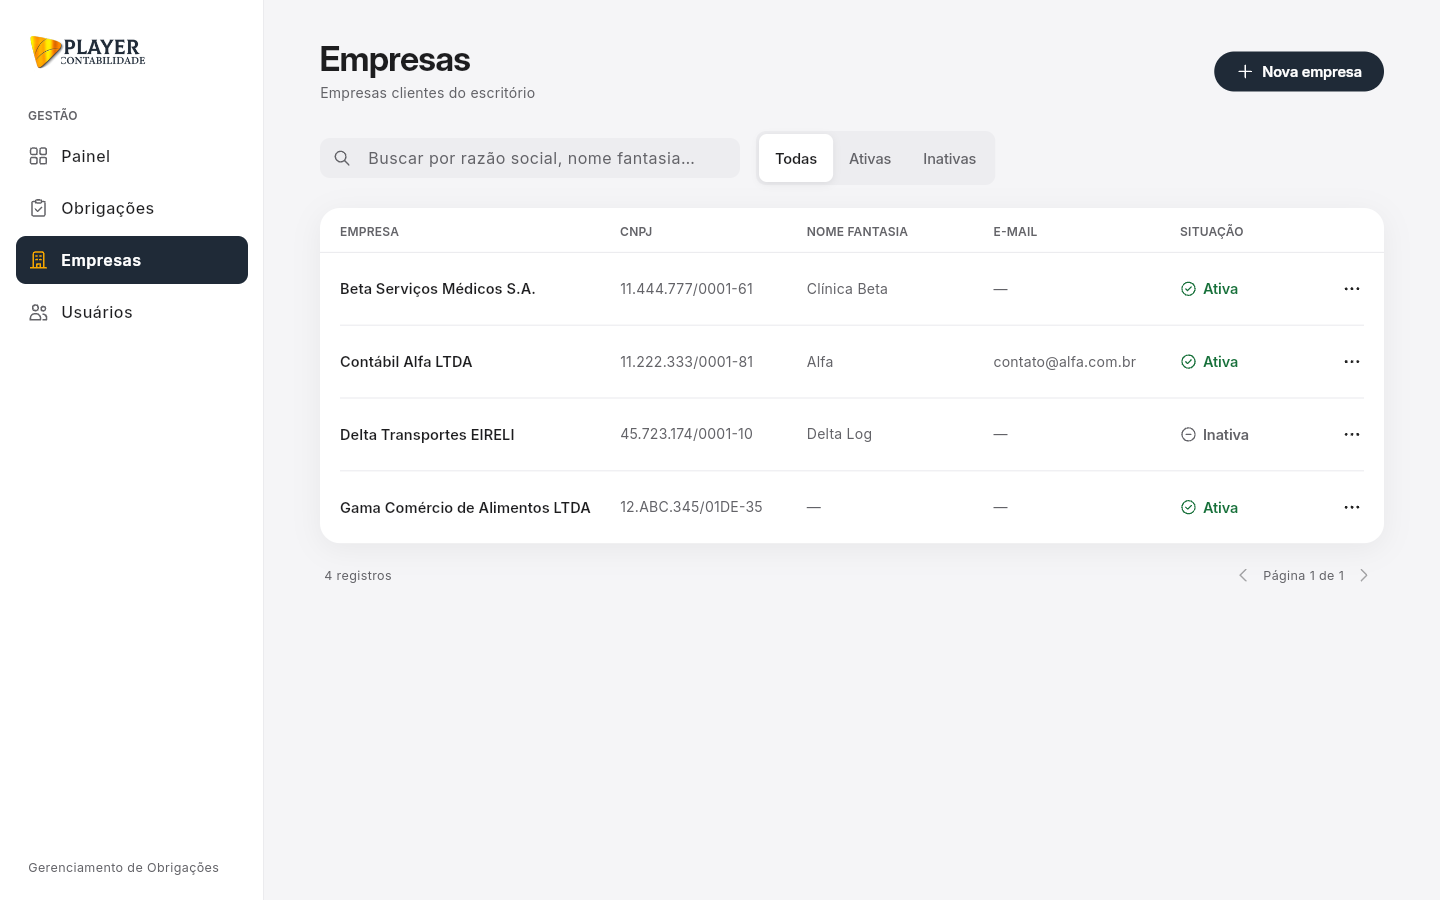 PLAYER
CONTABILIDADE
GESTÃO
Painel
Obrigações
Empresas
Usuários
Gerenciamento de Obrigações
Empresas
Empresas clientes do escritório
Nova empresa
Buscar por razão social, nome fantasia...
Todas Ativas Inativas
EMPRESA CNPJ NOME FANTASIA E-MAIL SITUAÇÃO
Beta Serviços Médicos S.A. 11.444.777/0001-61 Clínica Beta — Ativa
Contábil Alfa LTDA 11.222.333/0001-81 Alfa contato@alfa.com.br Ativa
Delta Transportes EIRELI 45.723.174/0001-10 Delta Log — Inativa
Gama Comércio de Alimentos LTDA 12.ABC.345/01DE-35 — — Ativa
4 registros Página 1 de 1